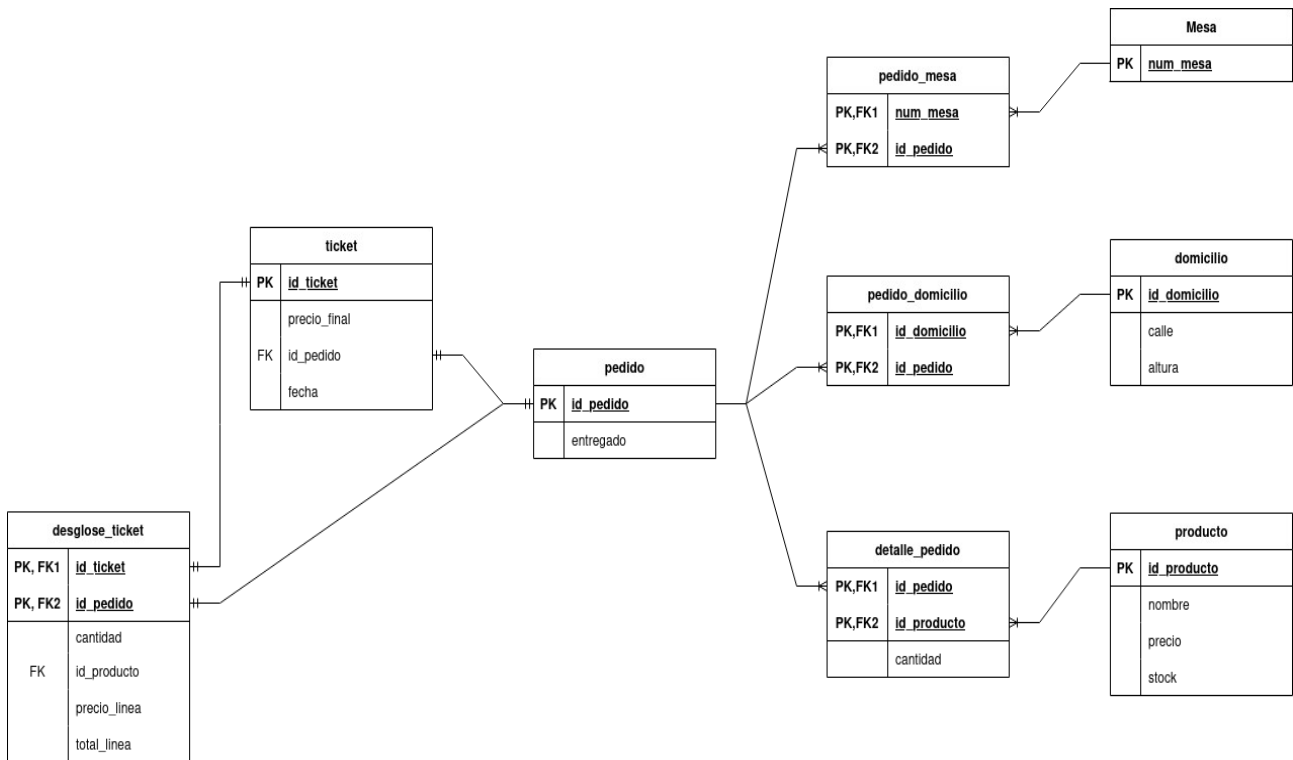 Mesa
PK num_mesa
pedido_mesa
PK,FK1 num_mesa
PK,FK2 id_pedido
ticket
PK id_ticket
precio_final
FK id_pedido
fecha
domicilio
PK id_domicilio
calle
altura
pedido_domicilio
PK,FK1 id_domicilio
PK,FK2 id_pedido
pedido
PK id_pedido
entregado
desglose_ticket
PK, FK1 id_ticket
PK, FK2 id_pedido
cantidad
FK id_producto
precio_linea
total_linea
detalle_pedido
PK,FK1 id_pedido
PK,FK2 id_producto
cantidad
producto
PK id_producto
nombre
precio
stock